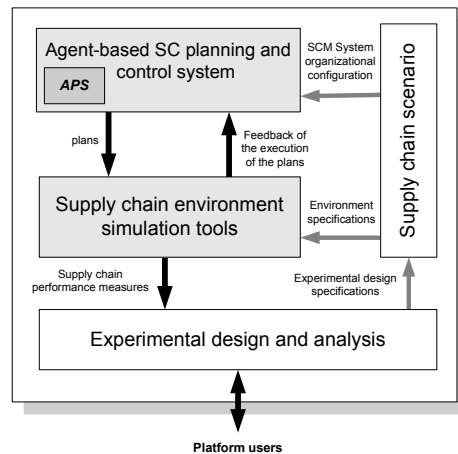 Agent-based SC planning and
control system
APS
SCM System
organizational
configuration
Supply chain scenario
plans
Feedback of
the execution
of the plans
Supply chain environment
simulation tools
Environment
specifications
Supply chain
performance measures
Experimental design
specifications
Experimental design and analysis
Platform users